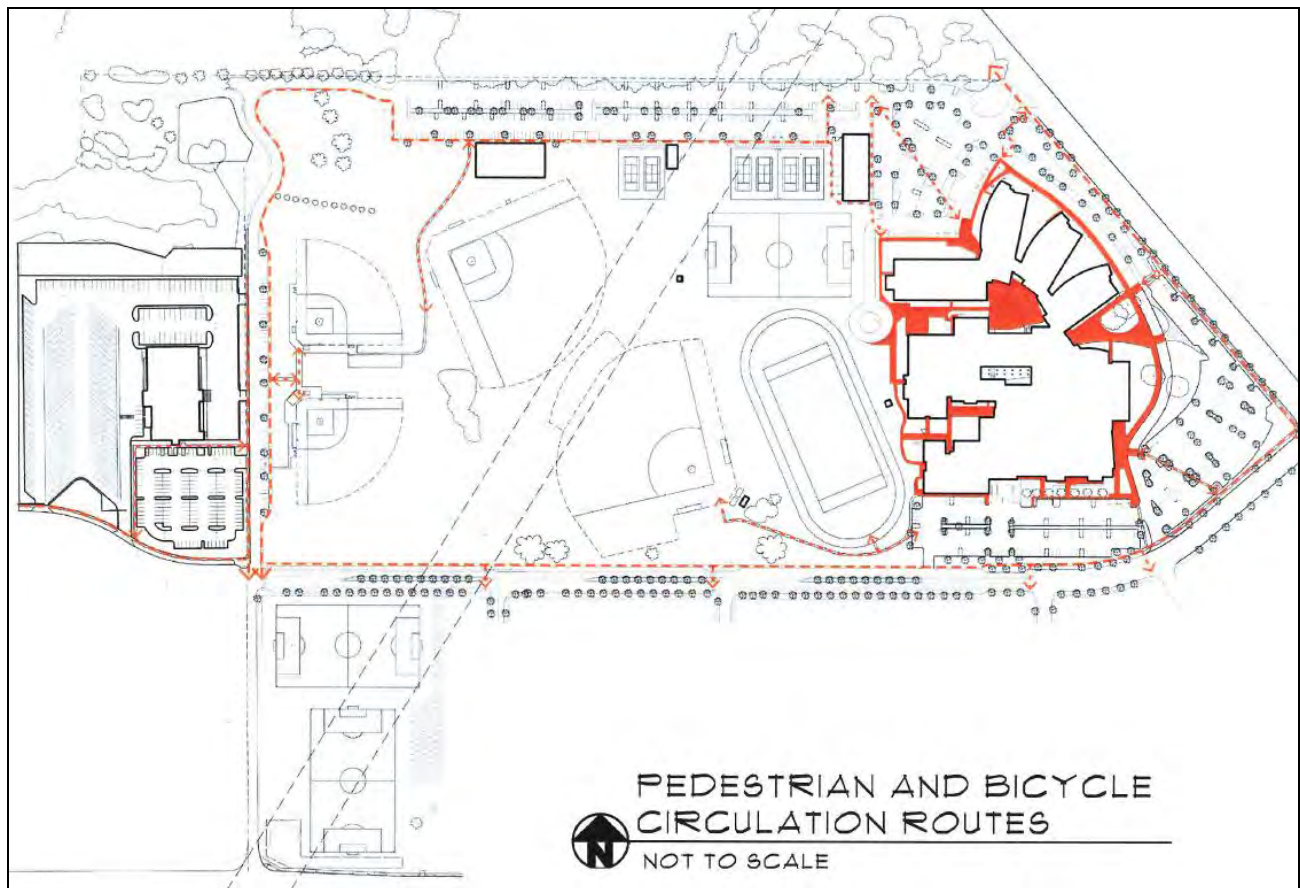 PEDESTRIAN AND BICYCLE
CIRCULATION ROUTES
N
NOT TO SCALE